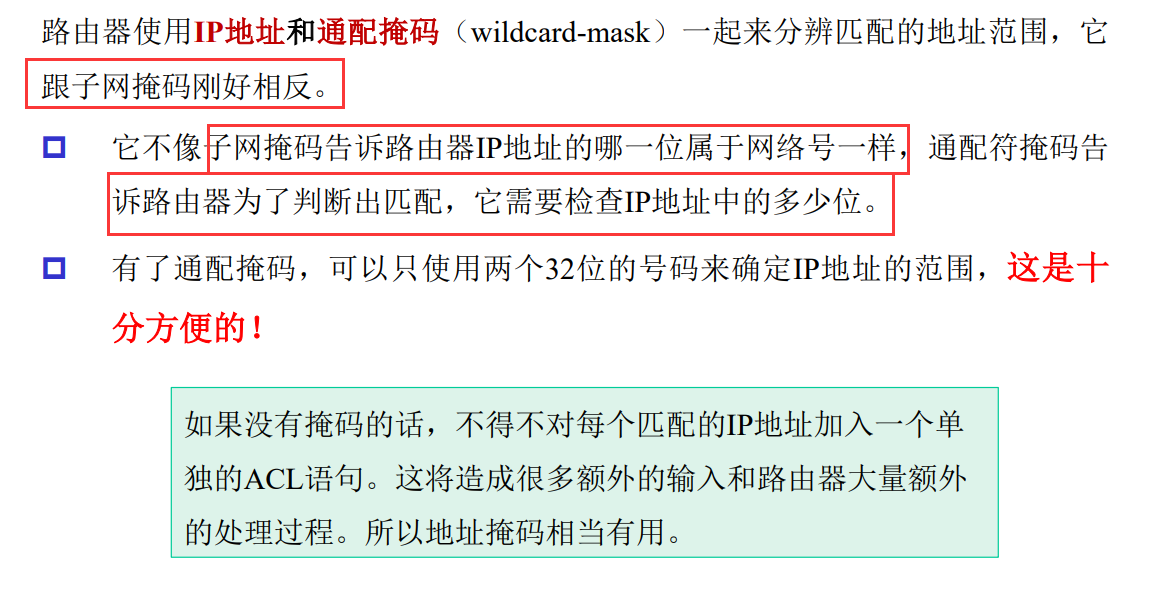 路由器使用IP地址和通配掩码（wildcard-mask）一起来分辨匹配的地址范围，它
跟子网掩码刚好相反。
它不像子网掩码告诉路由器IP地址的哪一位属于网络号一样，通配符掩码告
诉路由器为了判断出匹配，它需要检查IP地址中的多少位。
有了通配掩码，可以只使用两个32位的号码来确定IP地址的范围，这是十
分方便的！
如果没有掩码的话，不得不对每个匹配的IP地址加入一个单
独的ACL语句。这将造成很多额外的输入和路由器大量额外
的处理过程。所以地址掩码相当有用。